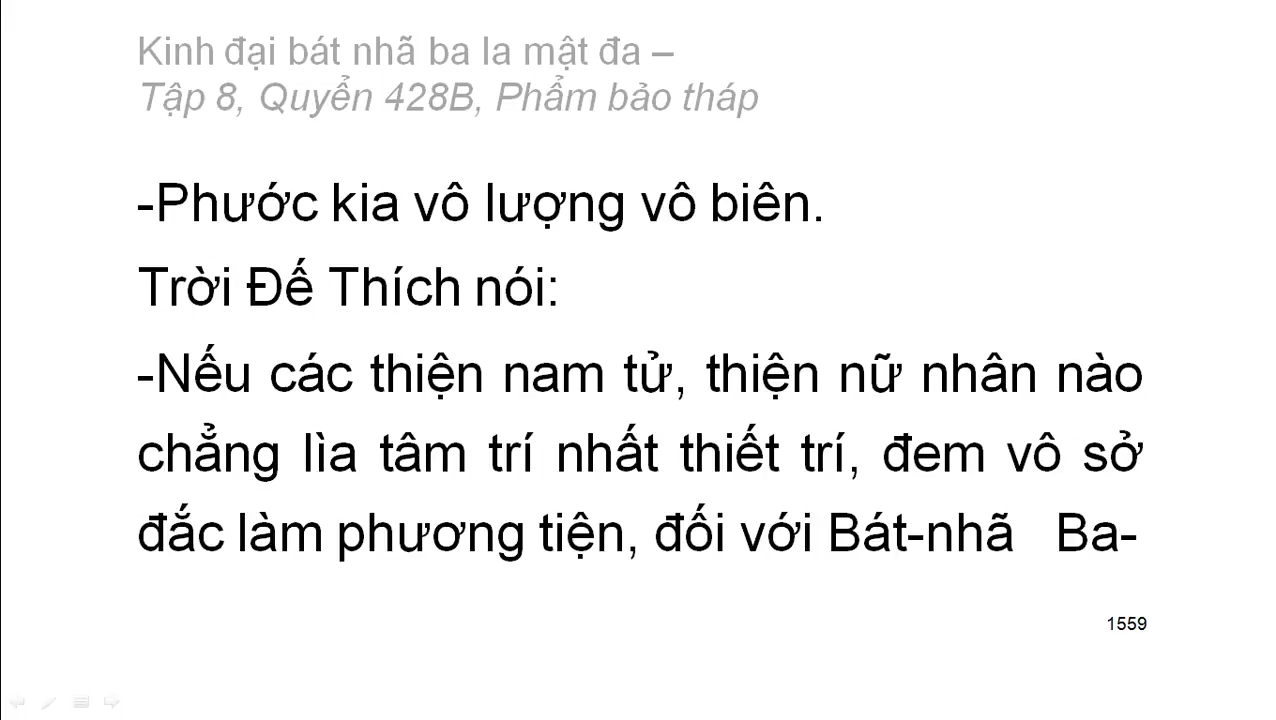 Kinh đại bát nhã ba la mật đa –
Tập 8, Quyển 428B, Phẩm bảo tháp
-Phước kia vô lượng vô biên.
Trời Đế Thích nói:
-Nếu các thiện nam tử, thiện nữ nhân nào
chẳng lìa tâm trí nhất thiết trí, đem vô sở
đắc làm phương tiện, đối với Bát-nhã Ba-
1559